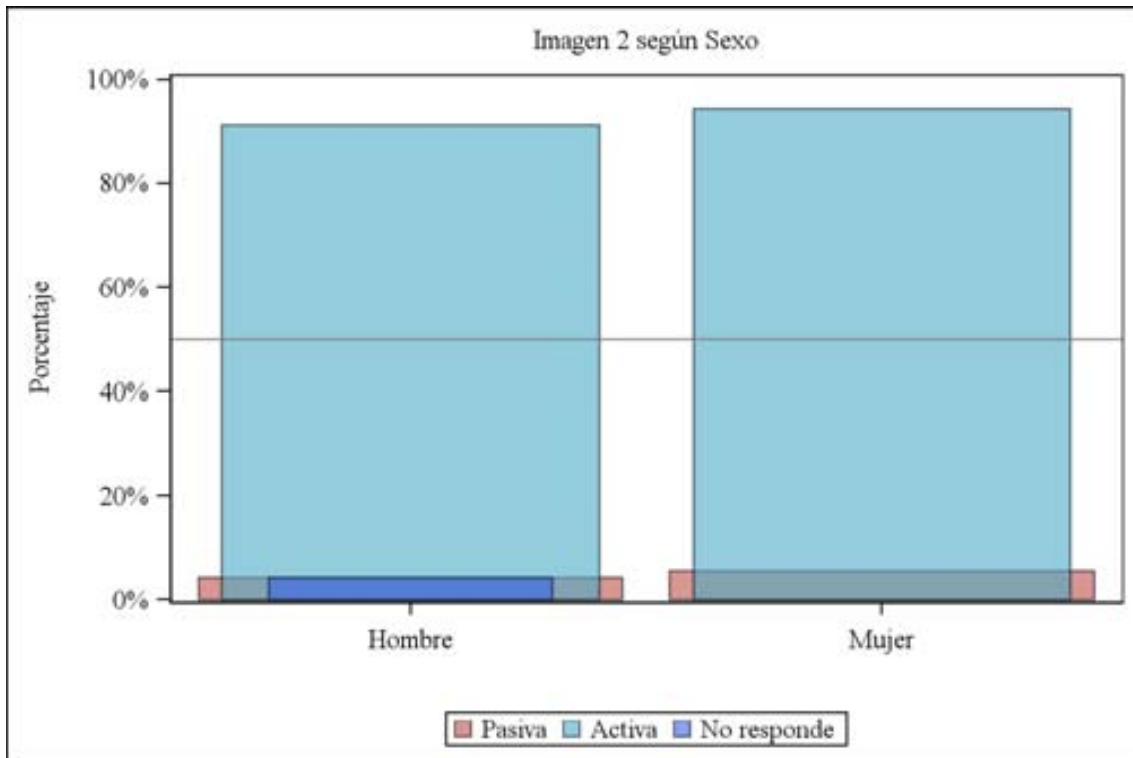 Imagen 2 según Sexo
100%
80%
60%
40%
20%
0%
Porcentaje
Hombre Mujer
Pasiva Activa No responde